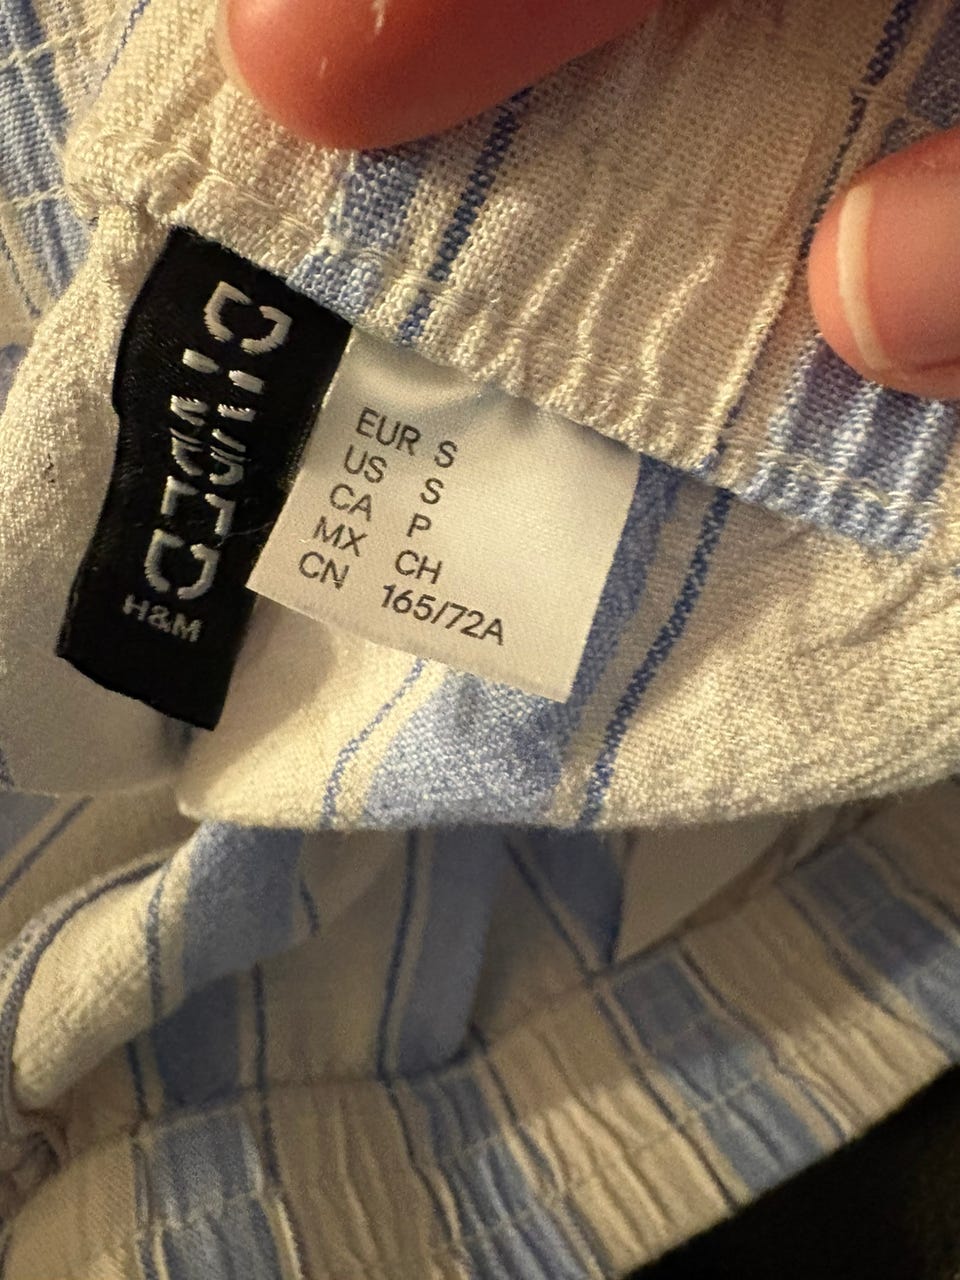 DIVIDED
H&M
EUR S
US S
CA P
MX CH
CN 165/72A